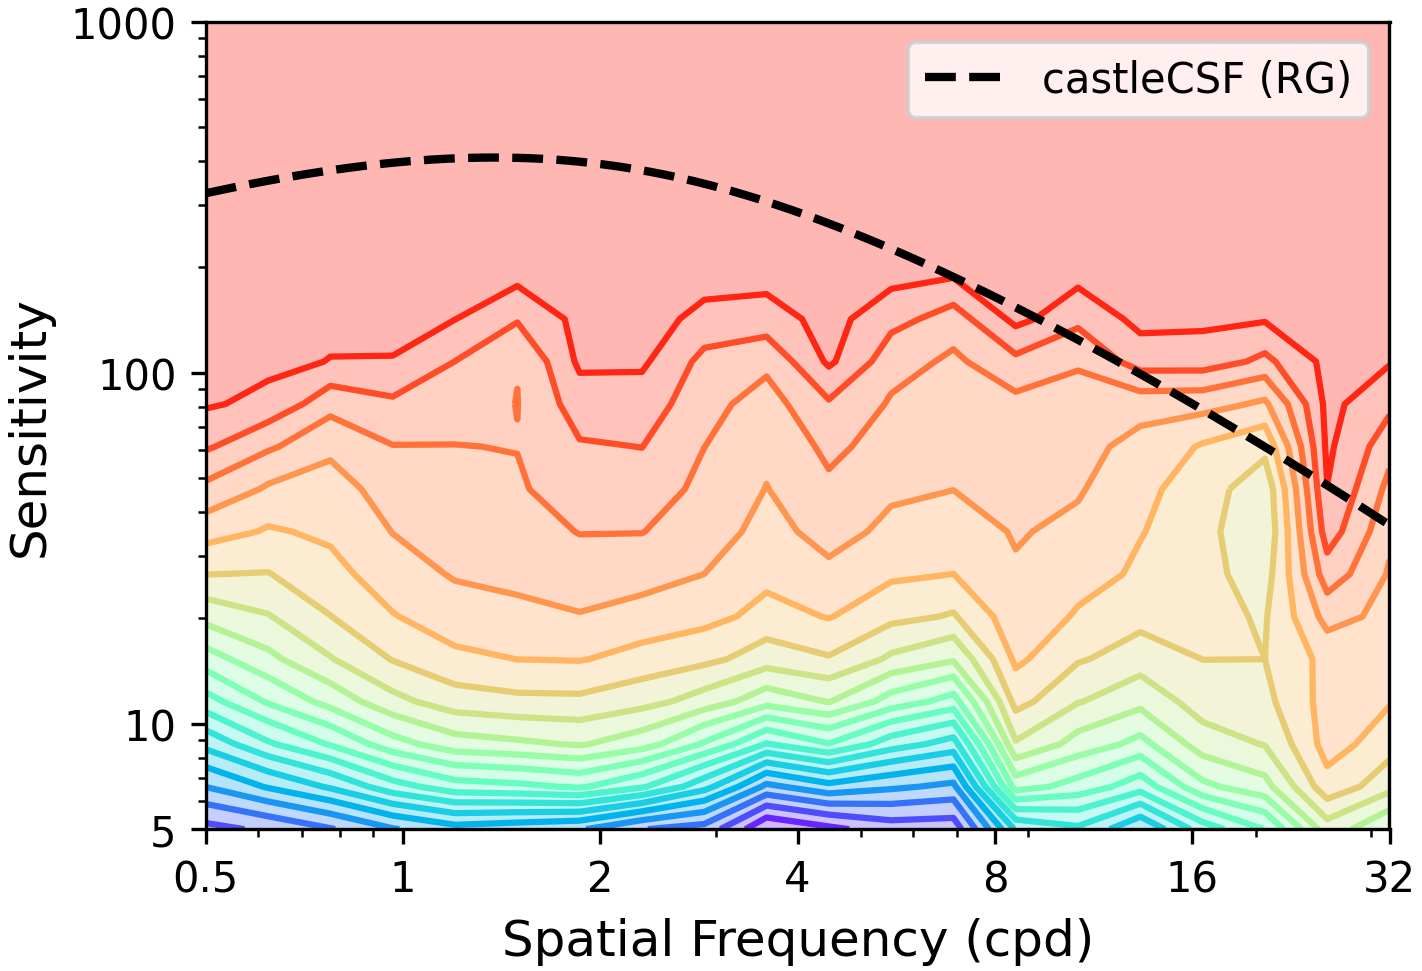 1000
100
10
5
Sensitivity
castleCSF (RG)
0.5 1 2 4 8 16 32
Spatial Frequency (cpd)